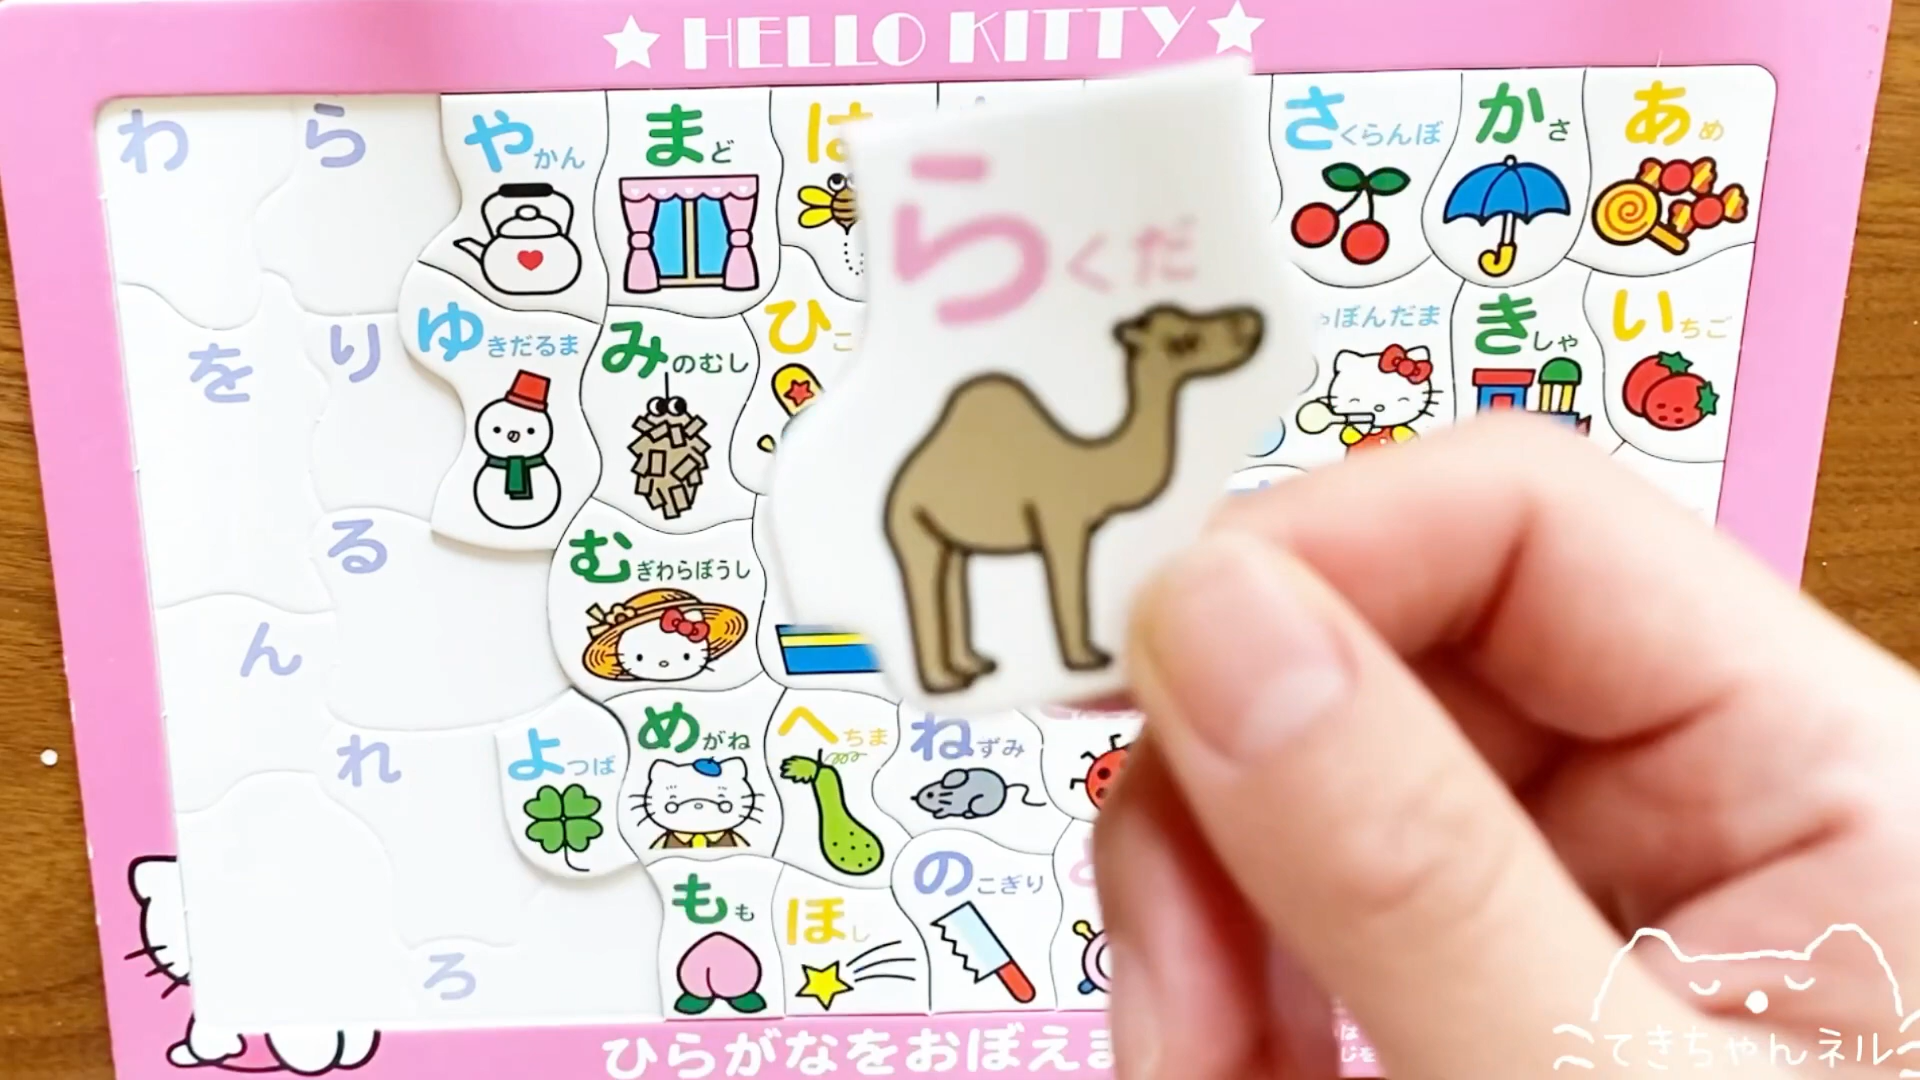 ★HELLO KITTY★
わ
ら
やかん
まど
は
らくだ
さくらんぼ
かさ
あめ
を
り
ゆきだるま
みのむし
ひこ
ゃぼんだま
きしゃ
いちご
る
むぎわらぼうし
ん
れ
よつば
めがね
へちま
ねずみ
ろ
もも
ほし
のこぎり
ひらがなをおぼえま
てきちゃんネル